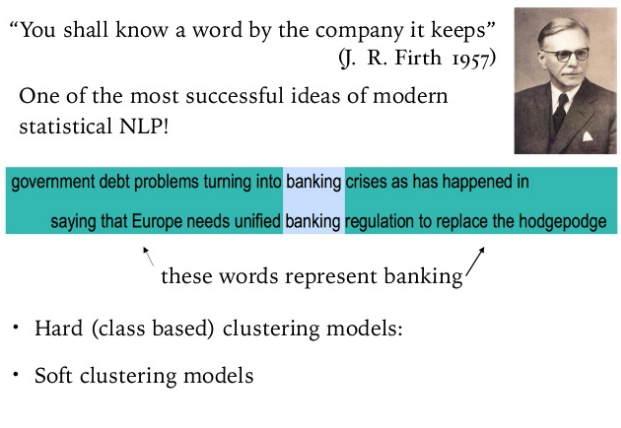 “You shall know a word by the company it keeps”
(J. R. Firth 1957)
One of the most successful ideas of modern
statistical NLP!
government debt problems turning into banking crises as has happened in
saying that Europe needs unified banking regulation to replace the hodgepodge
these words represent banking
• Hard (class based) clustering models:
• Soft clustering models